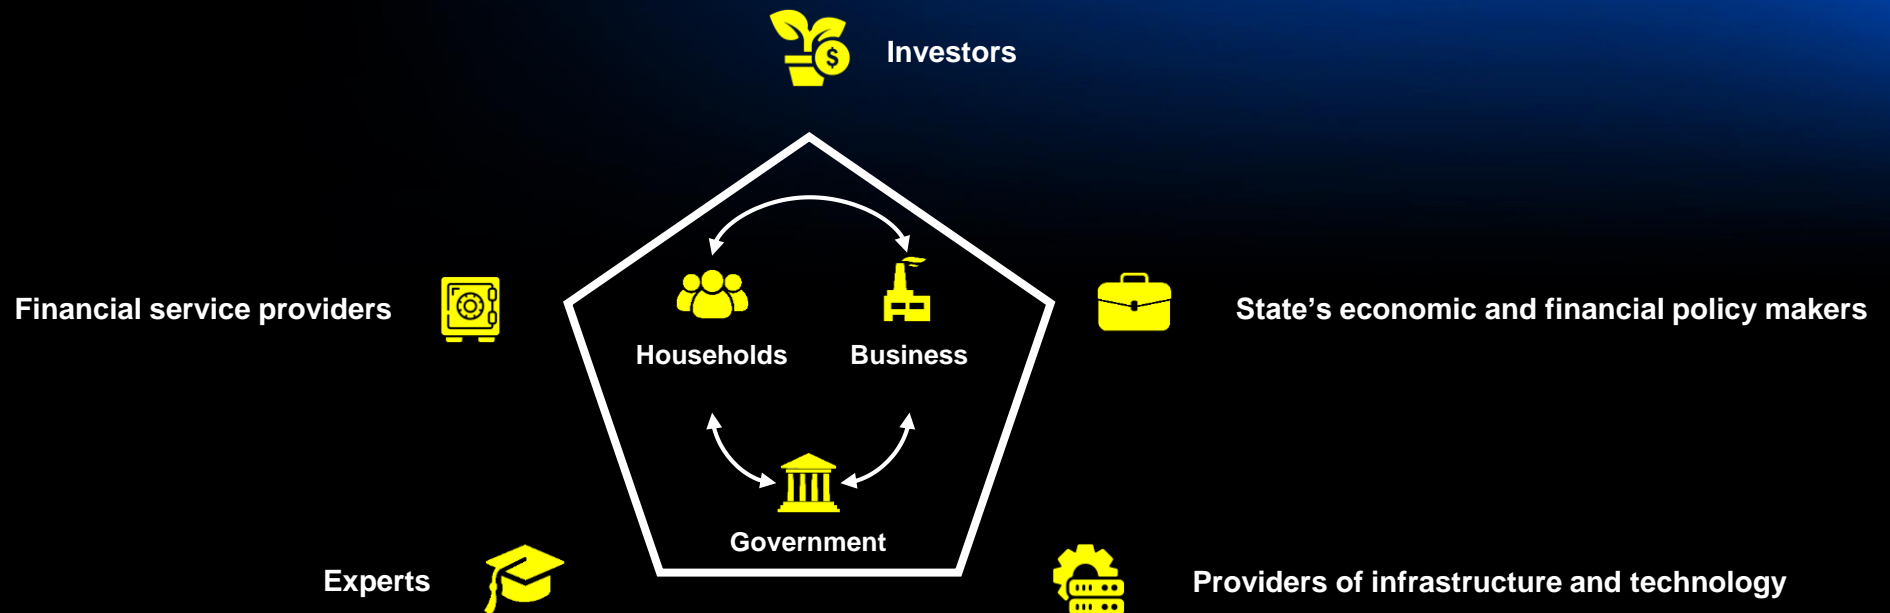 Investors
Financial service providers
State’s economic and financial policy makers
Households
Business
Government
Experts
Providers of infrastructure and technology